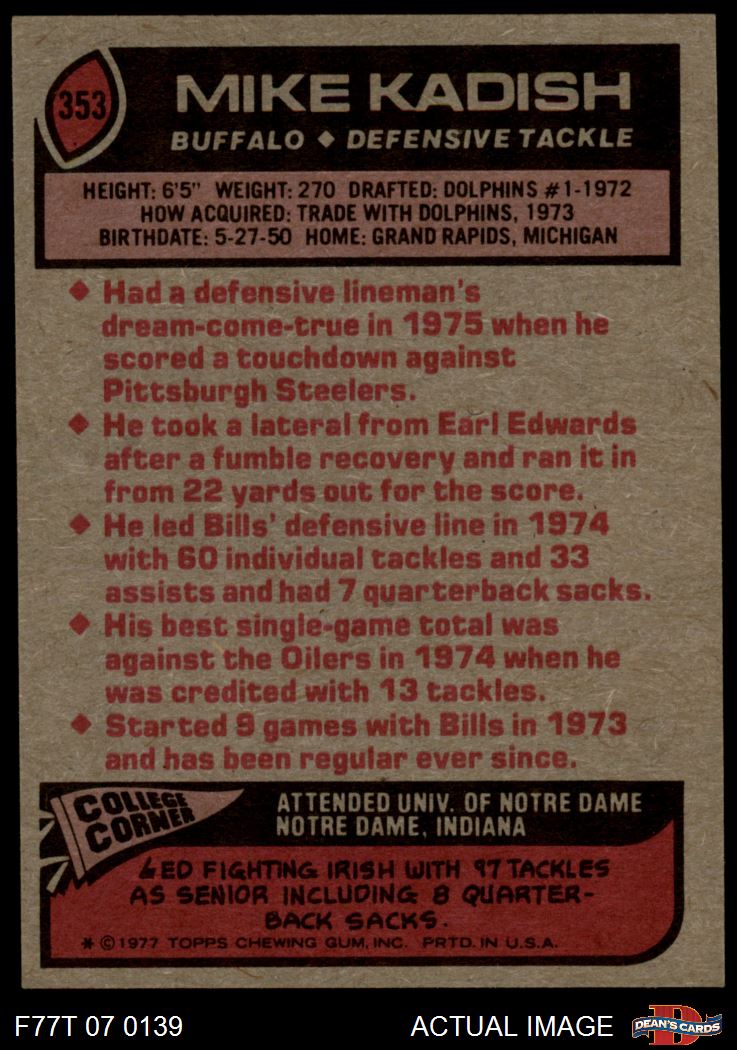 353
MIKE KADISH
BUFFALO ◆ DEFENSIVE TACKLE
HEIGHT: 6'5" WEIGHT: 270 DRAFTED: DOLPHINS #1-1972
HOW ACQUIRED: TRADE WITH DOLPHINS, 1973
BIRTHDATE: 5-27-50 HOME: GRAND RAPIDS, MICHIGAN
◆ Had a defensive lineman's
dream-come-true in 1975 when he
scored a touchdown against
Pittsburgh Steelers.
◆ He took a lateral from Earl Edwards
after a fumble recovery and ran it in
from 22 yards out for the score.
◆ He led Bills' defensive line in 1974
with 60 individual tackles and 33
assists and had 7 quarterback sacks.
◆ His best single-game total was
against the Oilers in 1974 when he
was credited with 13 tackles.
◆ Started 9 games with Bills in 1973
and has been regular ever since.
COLLEGE
CORNER
ATTENDED UNIV. OF NOTRE DAME
NOTRE DAME, INDIANA
LED FIGHTING IRISH WITH 97 TACKLES
AS SENIOR INCLUDING 8 QUARTER-
BACK SACKS.
* © 1977 TOPPS CHEWING GUM, INC. PRTD. IN U.S.A.
F77T 07 0139
ACTUAL IMAGE
D
DEAN'S CARDS